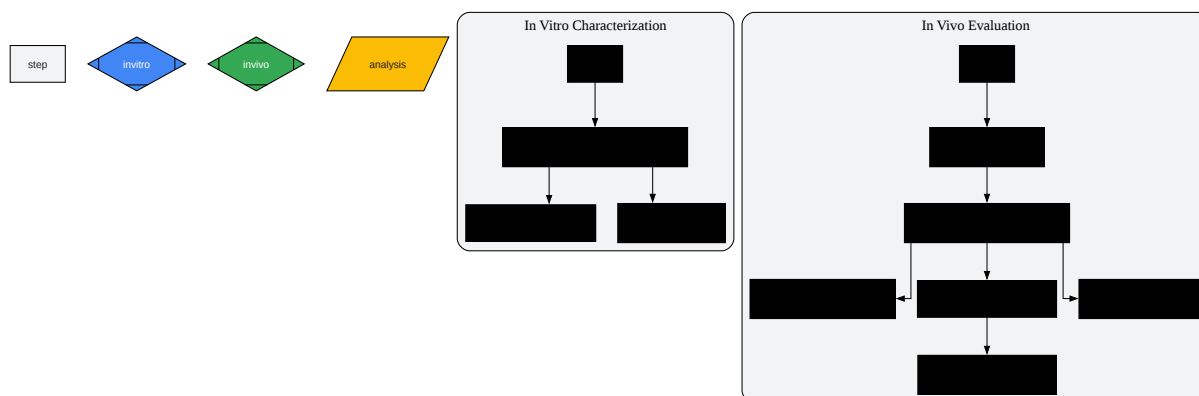 In Vitro Characterization
In Vivo Evaluation
step
invitro
invivo
analysis